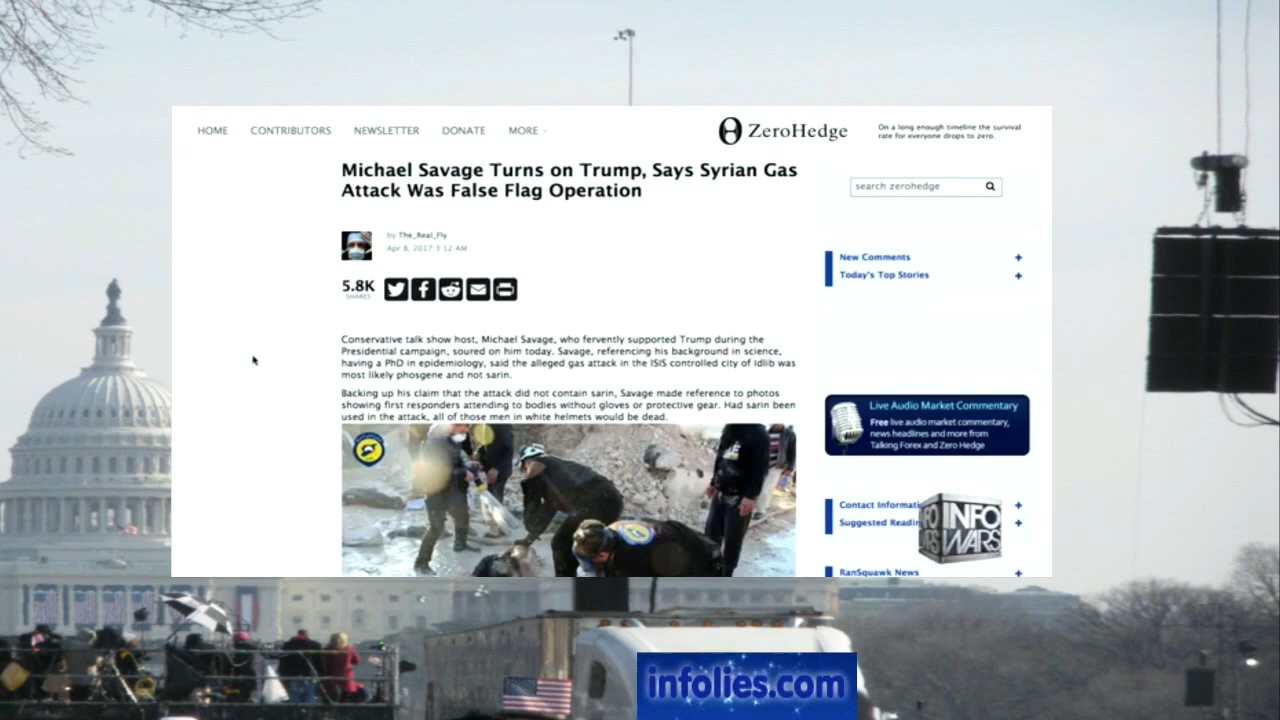 HOME CONTRIBUTORS NEWSLETTER DONATE MORE
ZeroHedge
On a long enough timeline the survival
rate for everyone drops to zero.
Michael Savage Turns on Trump, Says Syrian Gas
Attack Was False Flag Operation
search zerohedge
by The_Real_Fly
Apr 8, 2017 3:12 AM
5.8K
SHARES
New Comments +
Today's Top Stories +
Conservative talk show host, Michael Savage, who fervently supported Trump during the
Presidential campaign, soured on him today. Savage, referencing his background in science,
having a PhD in epidemiology, said the alleged gas attack in the ISIS controlled city of Idlib was
most likely phosgene and not sarin.
Backing up his claim that the attack did not contain sarin, Savage made reference to photos
showing first responders attending to bodies without gloves or protective gear. Had sarin been
used in the attack, all of those men in white helmets would be dead.
Live Audio Market Commentary
Free live audio market commentary,
news headlines and more from
Talking Forex and Zero Hedge
Contact Informati +
Suggested Readin +
INFO
WARS
RanSquawk News +
infolies.com